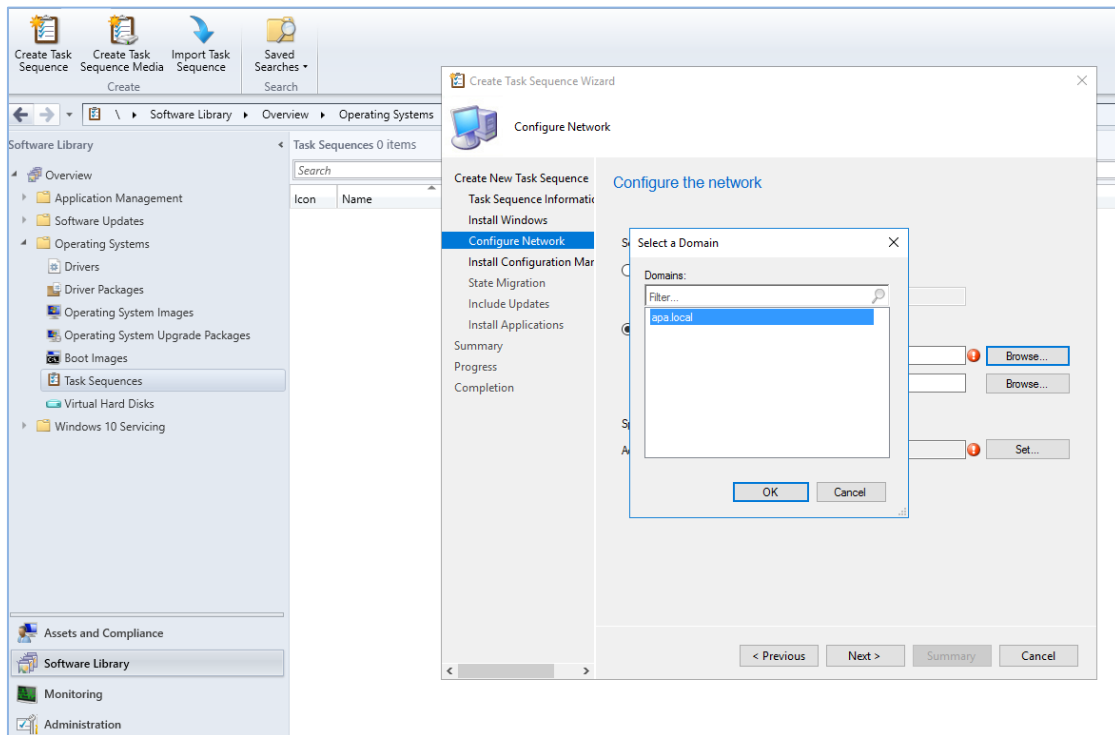 Create Task
Sequence
Create Task
Sequence Media
Import Task
Sequence
Saved
Searches
Create
Search
\ Software Library Overview Operating Systems
Software Library
Overview
Application Management
Software Updates
Operating Systems
Drivers
Driver Packages
Operating System Images
Operating System Upgrade Packages
Boot Images
Task Sequences
Virtual Hard Disks
Windows 10 Servicing
Assets and Compliance
Software Library
Monitoring
Administration
Task Sequences 0 items
Search
Icon Name
Create Task Sequence Wizard
Configure Network
Create New Task Sequence
Task Sequence Informatic
Install Windows
Configure Network
Install Configuration Mar
State Migration
Include Updates
Install Applications
Summary
Progress
Completion
Configure the network
Select a Domain
Domains:
Filter...
apa.local
OK Cancel
Browse...
Browse...
Set...
< Previous Next > Summary Cancel